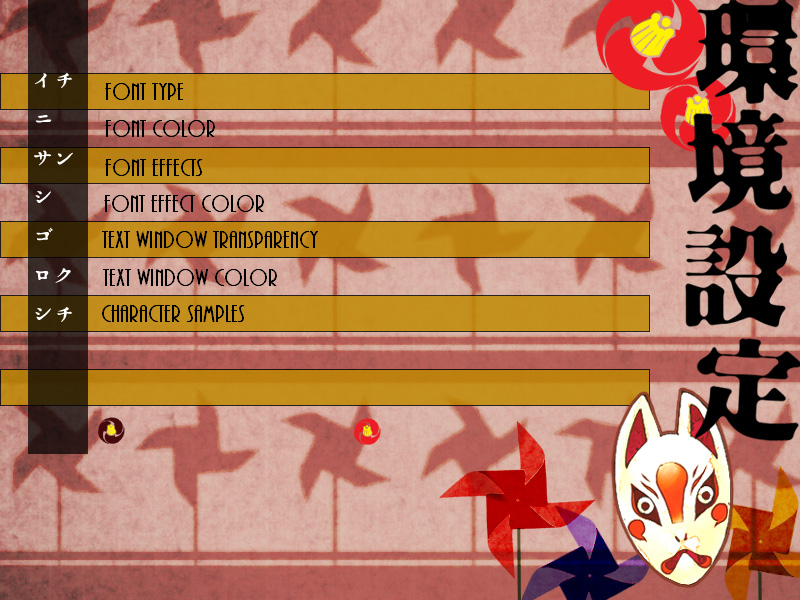 イチ FONT TYPE
ニ FONT COLOR
サン FONT EFFECTS
シ FONT EFFECT COLOR
ゴ TEXT WINDOW TRANSPARENCY
ロク TEXT WINDOW COLOR
シチ CHARACTER SAMPLES
環境設定